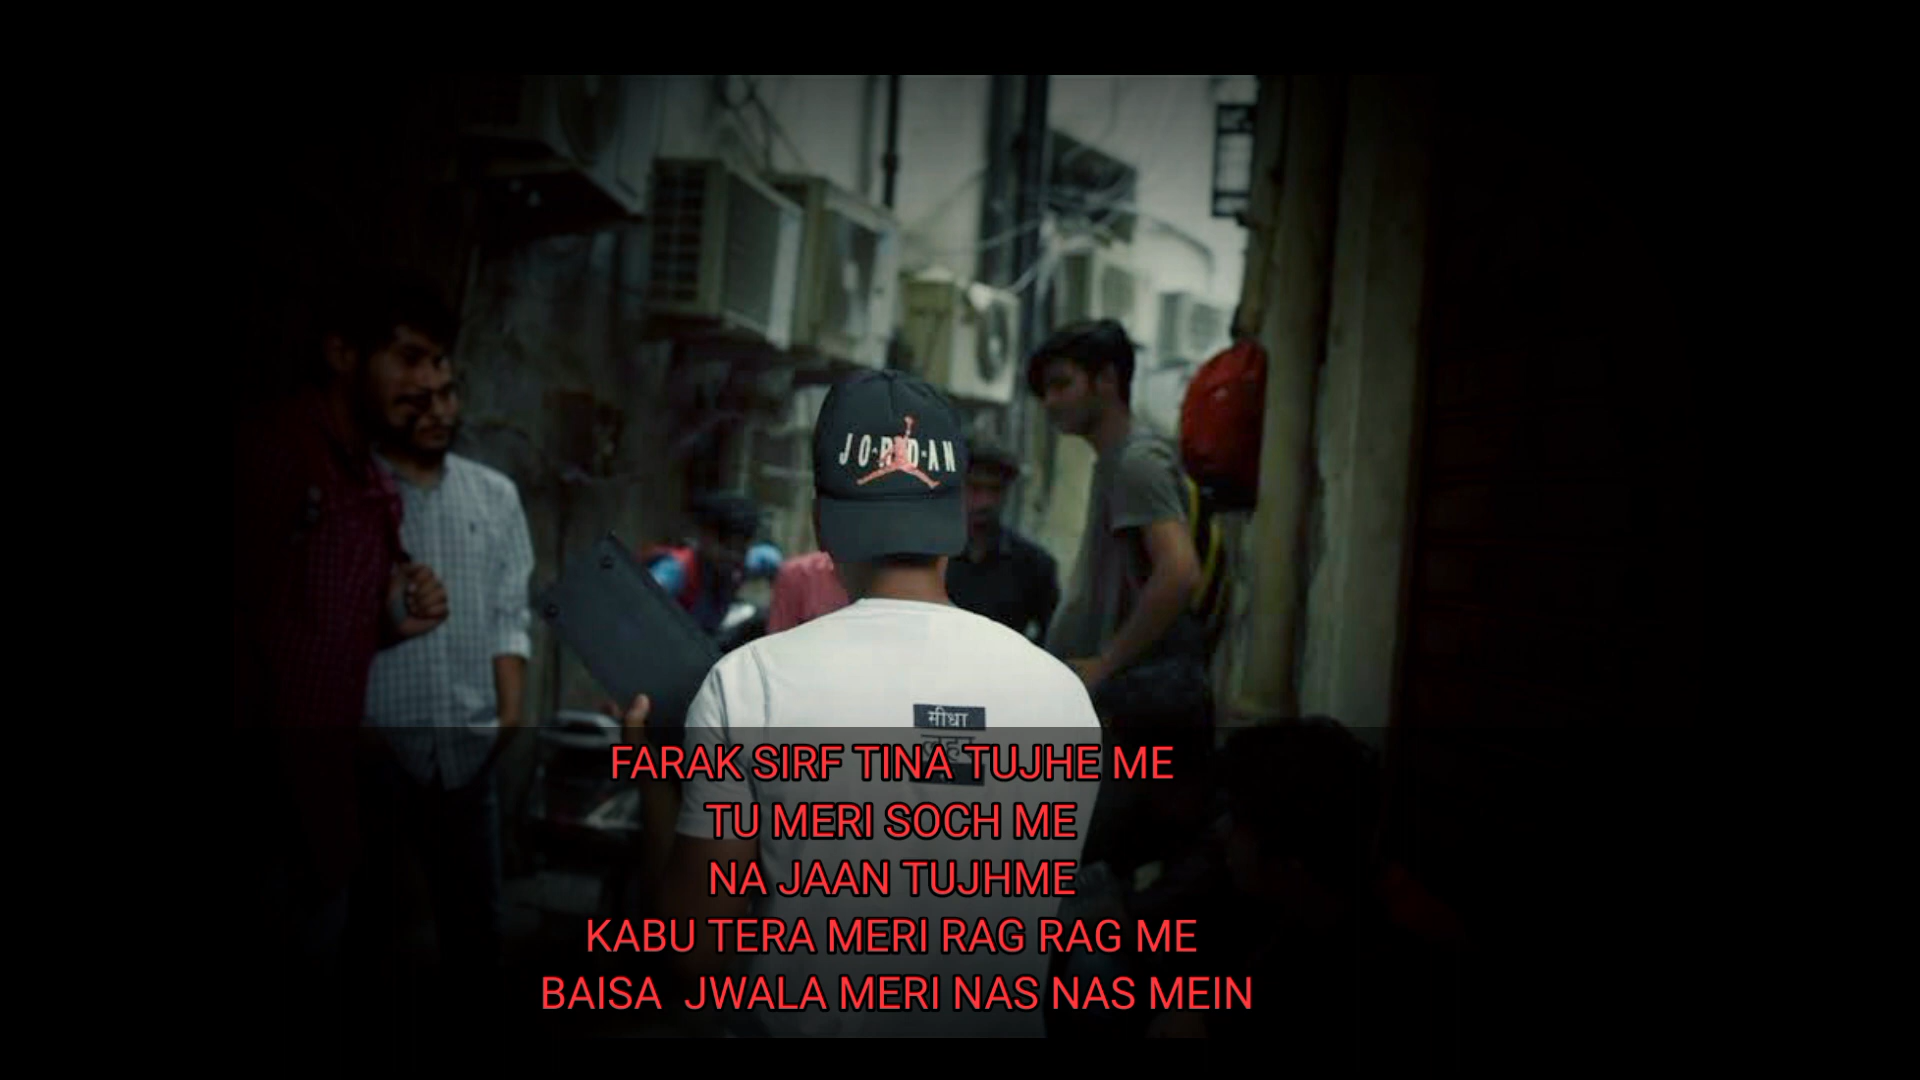 J·O·R·D·A·N
सीधा
लहर
FARAK SIRF TINA TUJHE ME
TU MERI SOCH ME
NA JAAN TUJHME
KABU TERA MERI RAG RAG ME
BAISA JWALA MERI NAS NAS MEIN